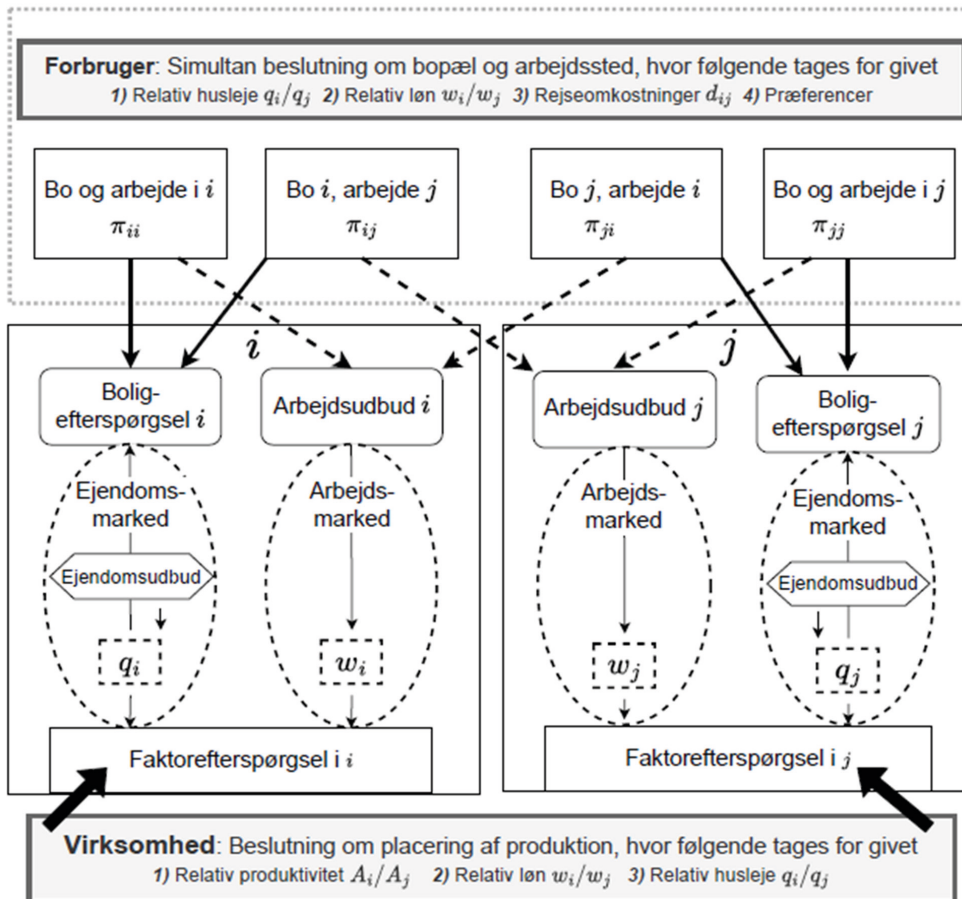 Forbruger: Simultan beslutning om bopæl og arbejdssted, hvor følgende tages for givet
1) Relativ husleje q_i/q_j 2) Relativ løn w_i/w_j 3) Rejseomkostninger d_ij 4) Præferencer
Bo og arbejde i i
π_ii
Bo i, arbejde j
π_ij
Bo j, arbejde i
π_ji
Bo og arbejde i j
π_jj
i
Bolig-
efterspørgsel i
Arbejdsudbud i
Ejendoms-
marked
Arbejds-
marked
Ejendomsudbud
q_i
w_i
Faktorefterspørgsel i i
j
Arbejdsudbud j
Bolig-
efterspørgsel j
Arbejds-
marked
Ejendoms-
marked
Ejendomsudbud
w_j
q_j
Faktorefterspørgsel i j
Virksomhed: Beslutning om placering af produktion, hvor følgende tages for givet
1) Relativ produktivitet A_i/A_j 2) Relativ løn w_i/w_j 3) Relativ husleje q_i/q_j